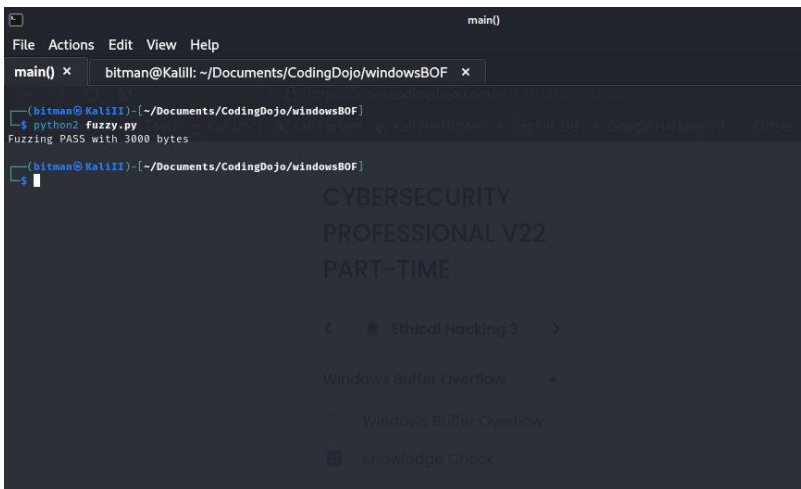 main()
File Actions Edit View Help
main() × bitman@KaliII: ~/Documents/CodingDojo/windowsBOF ×
(bitman㉿KaliII)-[~/Documents/CodingDojo/windowsBOF]
$ python2 fuzzy.py
Fuzzing PASS with 3000 bytes
(bitman㉿KaliII)-[~/Documents/CodingDojo/windowsBOF]
$
CYBERSECURITY
PROFESSIONAL V22
PART-TIME
< Ethical Hacking 3 >
Windows Buffer Overflow
Windows Buffer Overflow
Knowledge Check